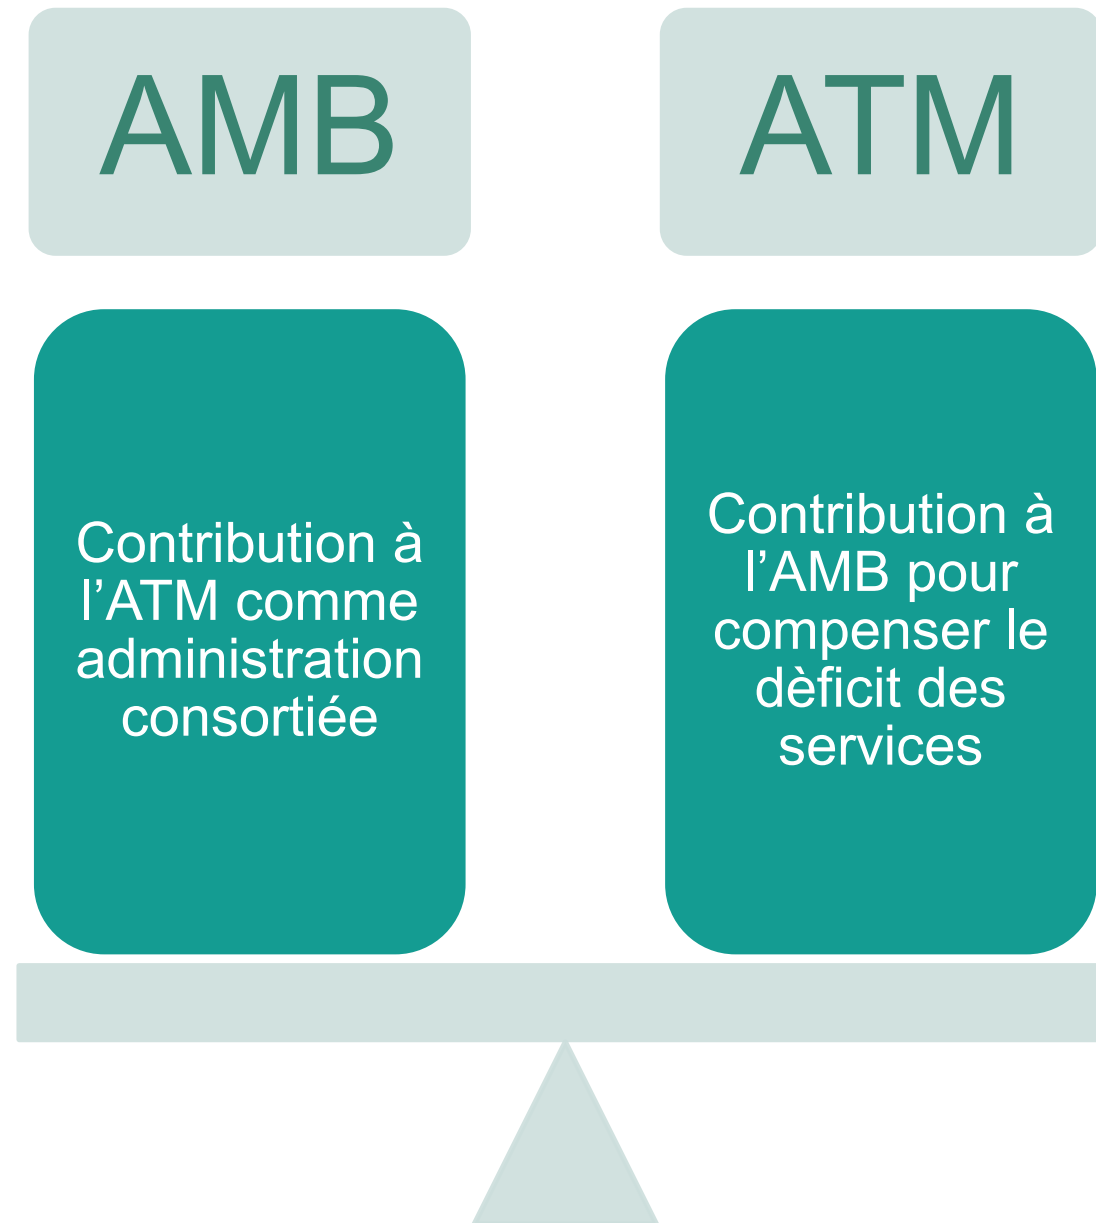 AMB
ATM
Contribution à
l’ATM comme
administration
consortiée
Contribution à
l’AMB pour
compenser le
dèficit des
services